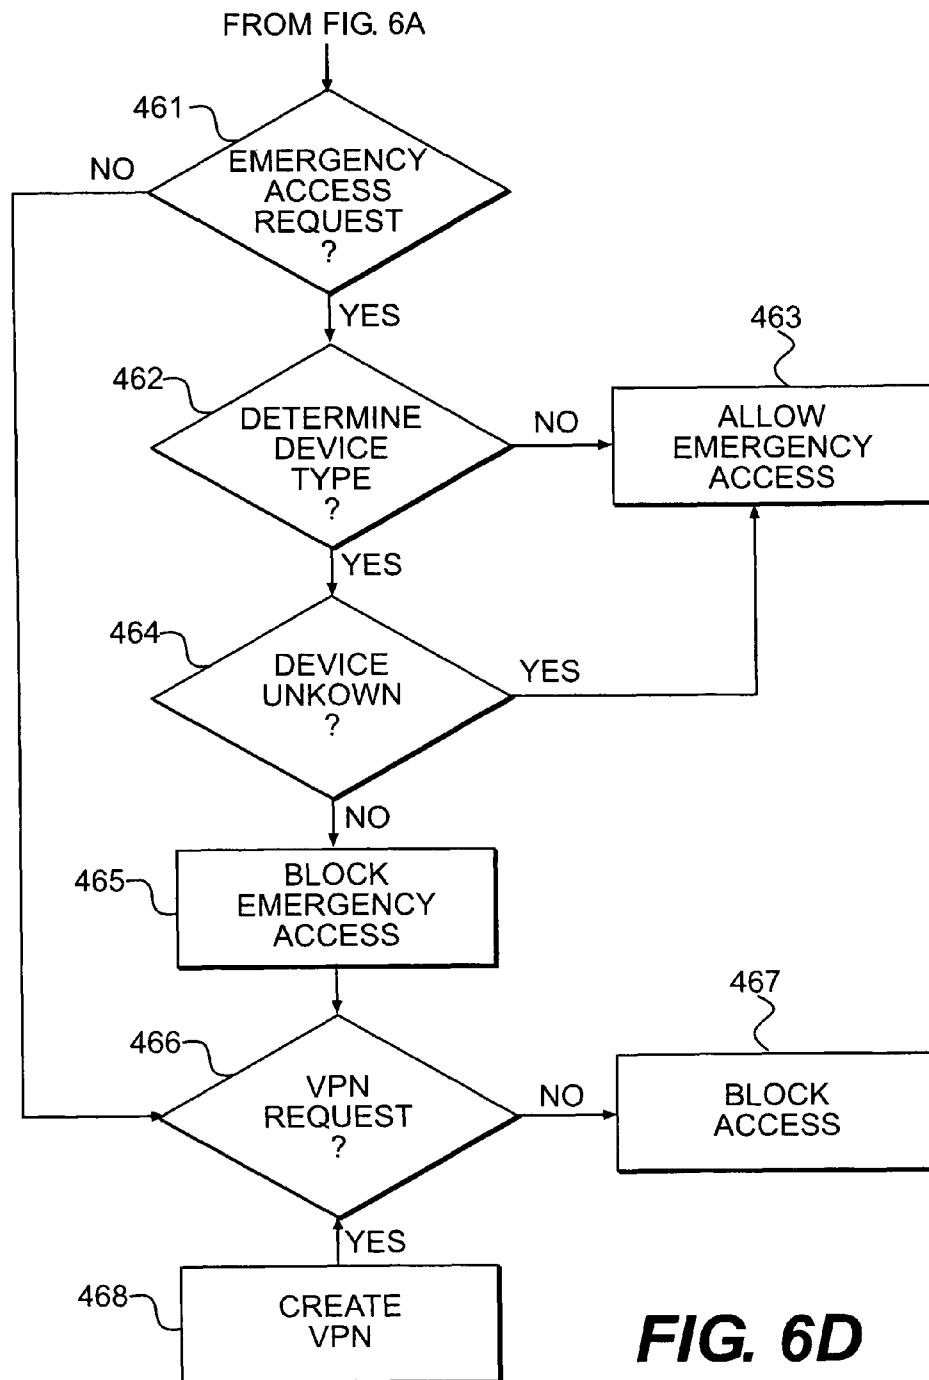 FROM FIG. 6A
461
NO
EMERGENCY
ACCESS
REQUEST
?
YES
462
DETERMINE
DEVICE
TYPE
?
NO
463
ALLOW
EMERGENCY
ACCESS
YES
464
DEVICE
UNKOWN
?
YES
NO
465
BLOCK
EMERGENCY
ACCESS
466
VPN
REQUEST
?
NO
467
BLOCK
ACCESS
YES
468
CREATE
VPN
FIG. 6D